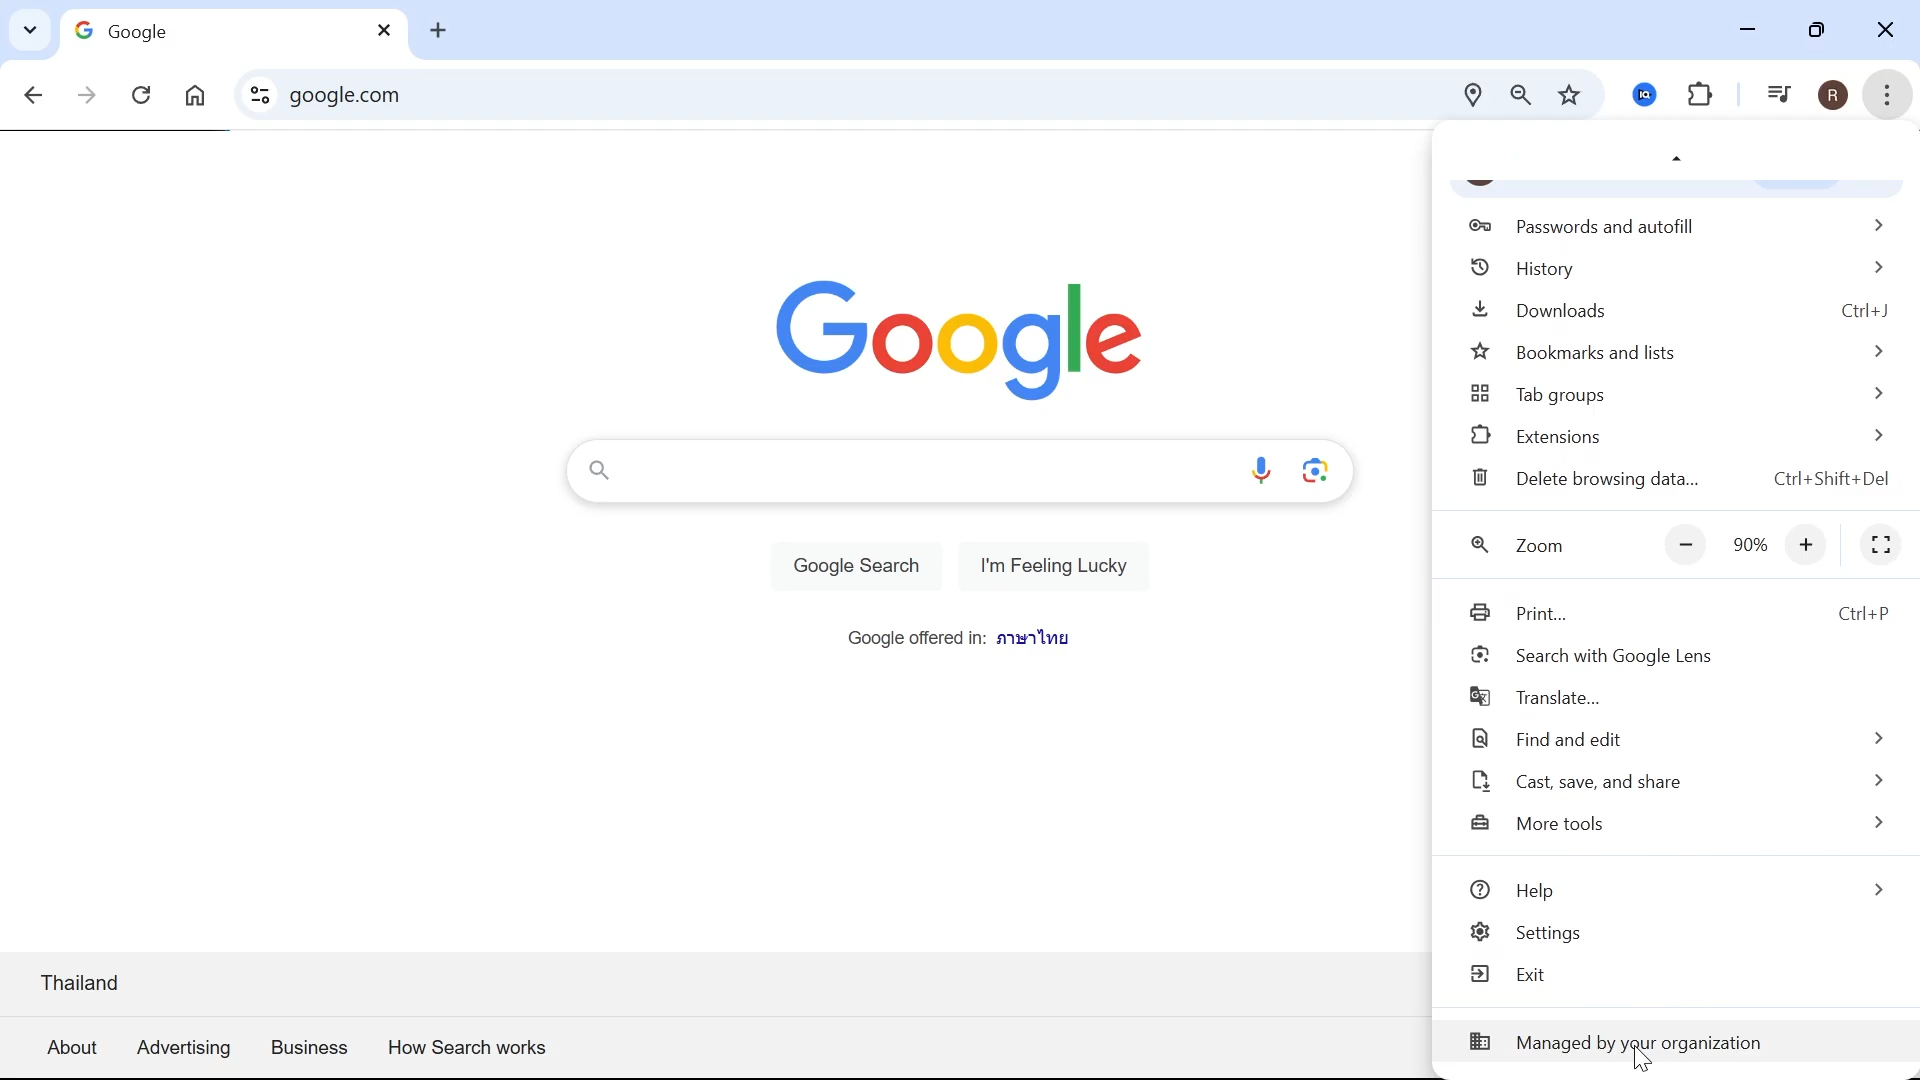 Google
google.com
R
Google
Google Search
I'm Feeling Lucky
Google offered in: ภาษาไทย
Thailand
About
Advertising
Business
How Search works
Passwords and autofill
History
Downloads Ctrl+J
Bookmarks and lists
Tab groups
Extensions
Delete browsing data... Ctrl+Shift+Del
Zoom - 90% +
Print... Ctrl+P
Search with Google Lens
Translate...
Find and edit
Cast, save, and share
More tools
Help
Settings
Exit
Managed by your organization